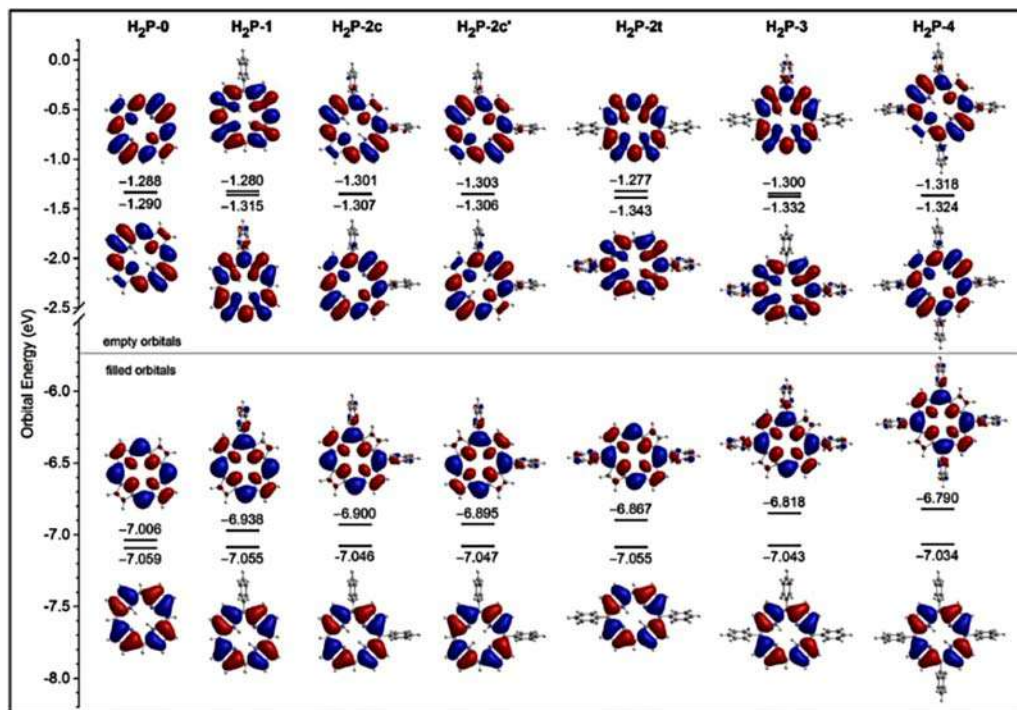 H₂P-0 H₂P-1 H₂P-2c H₂P-2c' H₂P-2t H₂P-3 H₂P-4
Orbital Energy (eV)
0.0
-0.5
-1.0
-1.5
-2.0
-2.5
-6.0
-6.5
-7.0
-7.5
-8.0
−1.288 −1.280 −1.301 −1.303 −1.277 −1.300 −1.318
−1.290 −1.315 −1.307 −1.306 −1.343 −1.332 −1.324
empty orbitals
filled orbitals
−7.006 −6.938 −6.900 −6.895 −6.867 −6.818 −6.790
−7.059 −7.055 −7.046 −7.047 −7.055 −7.043 −7.034